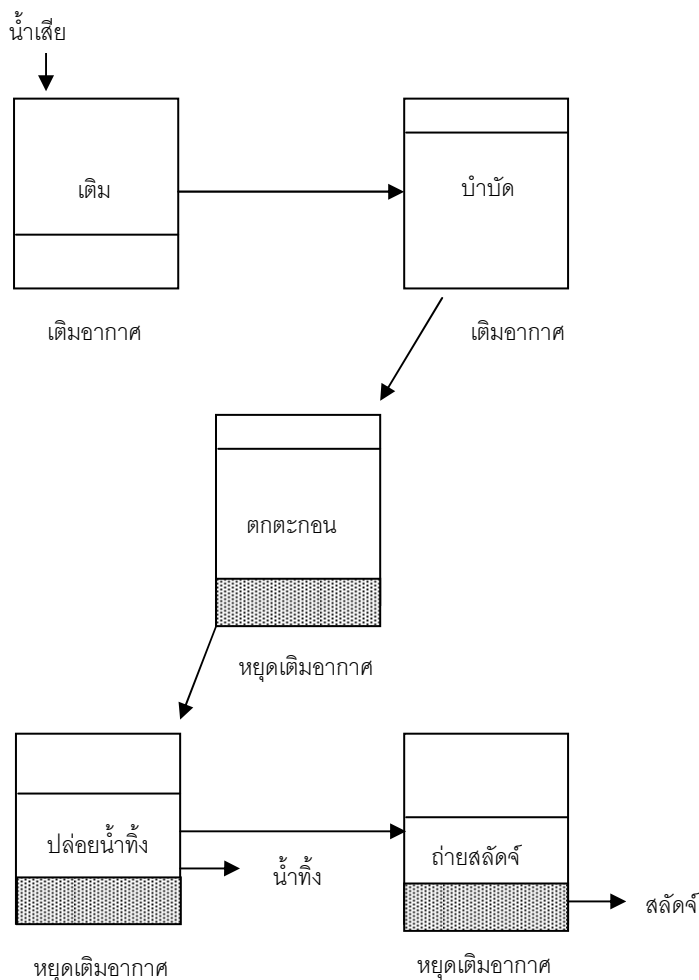 น้ำเสีย
เติม
บำบัด
เติมอากาศ
เติมอากาศ
ตกตะกอน
หยุดเติมอากาศ
ปล่อยน้ำทิ้ง
น้ำทิ้ง
ถ่ายสลัดจ์
สลัดจ์
หยุดเติมอากาศ
หยุดเติมอากาศ